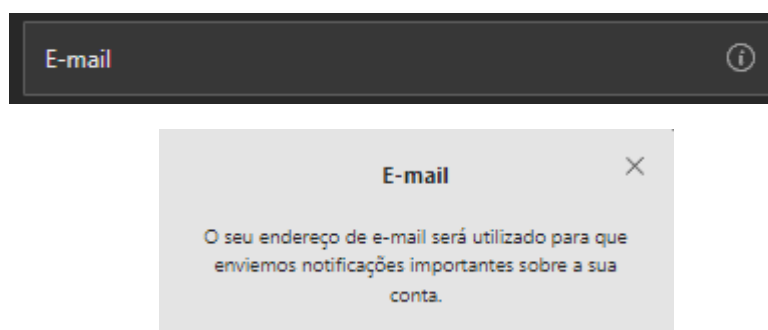 E-mail
E-mail
O seu endereço de e-mail será utilizado para que
enviemos notificações importantes sobre a sua
conta.